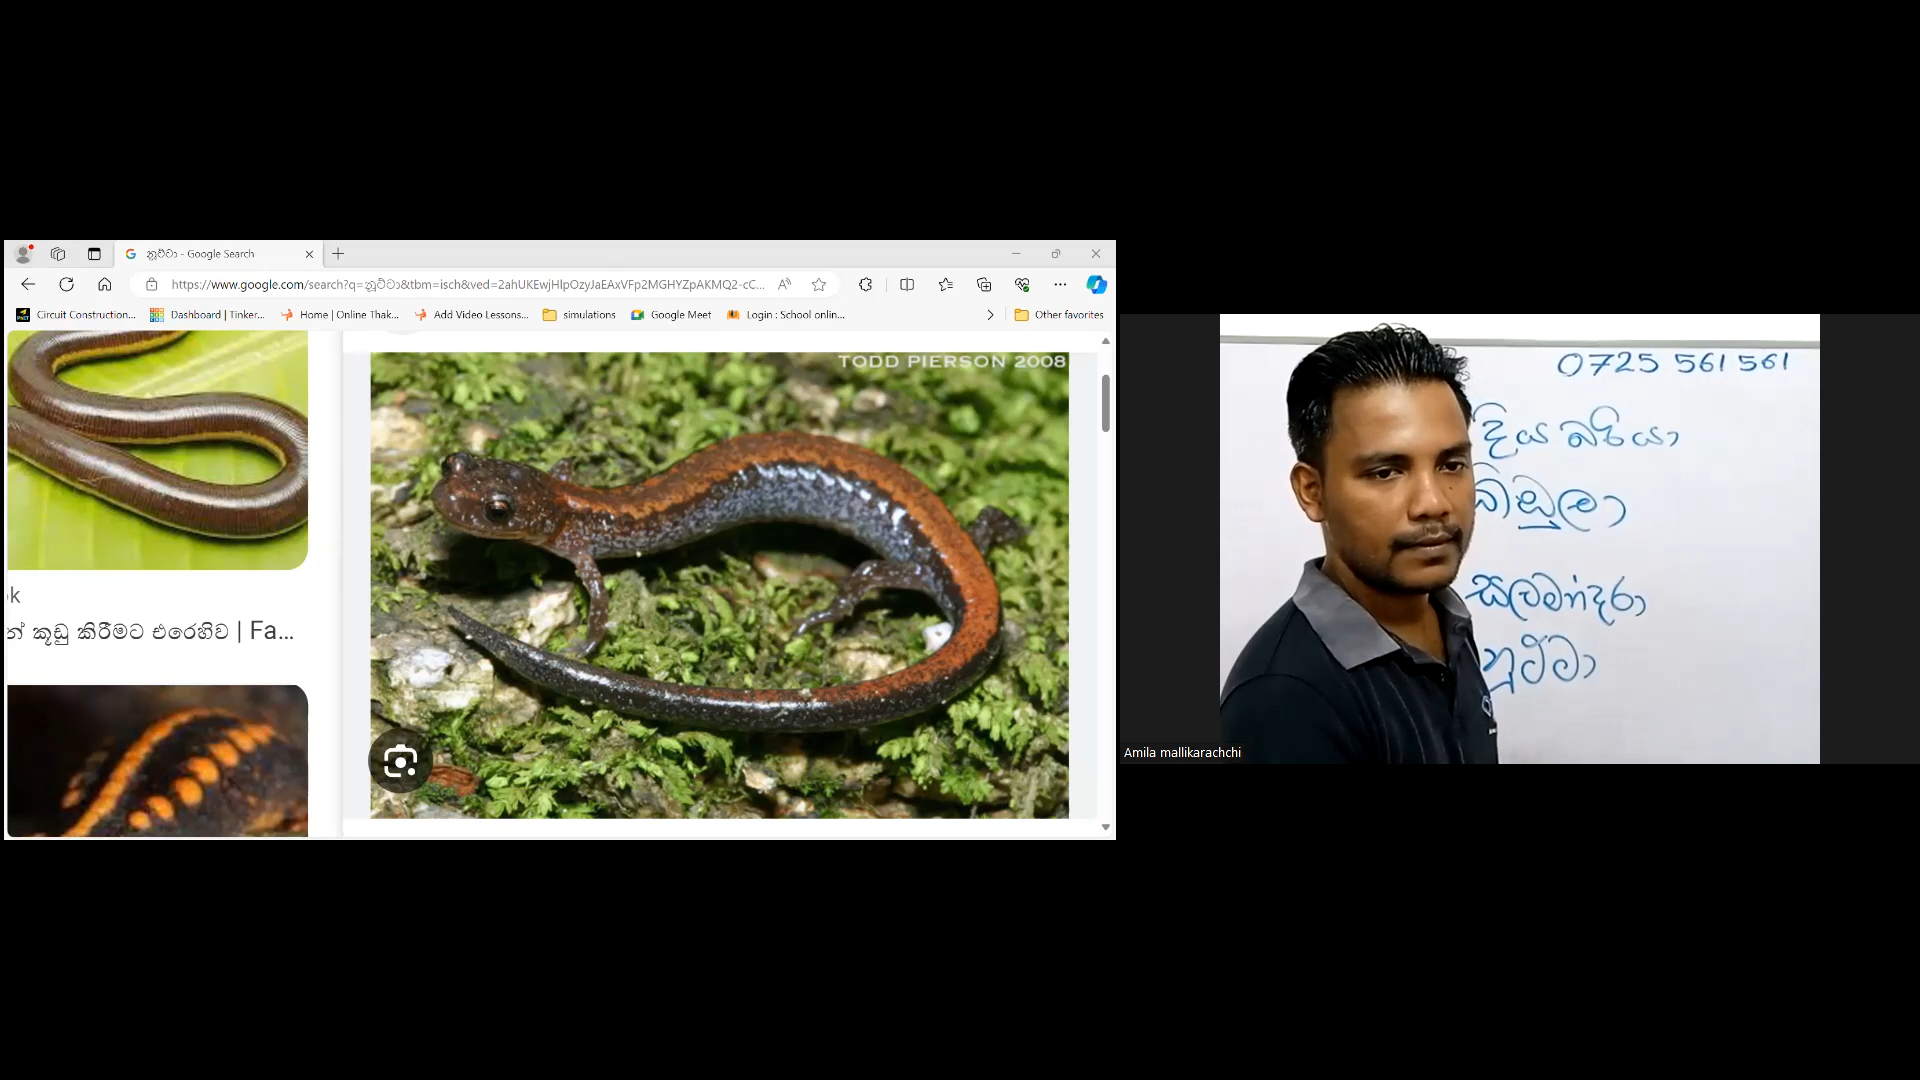 නූට්ටා - Google Search
https://www.google.com/search?q=නූට්ටා&tbm=isch&ved=2ahUKEwjHlpOzyJaEAxVFp2MGHYZpAKMQ2-cC...
Circuit Construction... Dashboard | Tinker... Home | Online Thak... Add Video Lessons... simulations Google Meet Login : School onlin... Other favorites
TODD PIERSON 2008
ok
න් කූඩු කිරීමට එරෙහිව | Fa...
0725 561 561
දිය බරියා
සලමන්දරා
නූට්ටා
Amila mallikarachchi